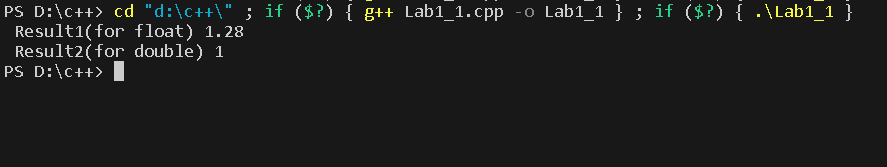 PS D:\c++> cd "d:\c++\" ; if ($?) { g++ Lab1_1.cpp -o Lab1_1 } ; if ($?) { .\Lab1_1 }
Result1(for float) 1.28
Result2(for double) 1
PS D:\c++>